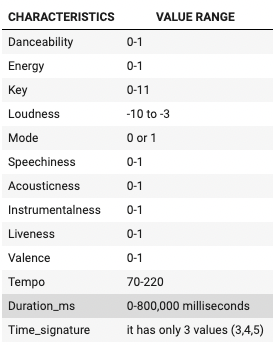 CHARACTERISTICS VALUE RANGE
Danceability 0-1
Energy 0-1
Key 0-11
Loudness -10 to -3
Mode 0 or 1
Speechiness 0-1
Acousticness 0-1
Instrumentalness 0-1
Liveness 0-1
Valence 0-1
Tempo 70-220
Duration_ms 0-800,000 milliseconds
Time_signature it has only 3 values (3,4,5)